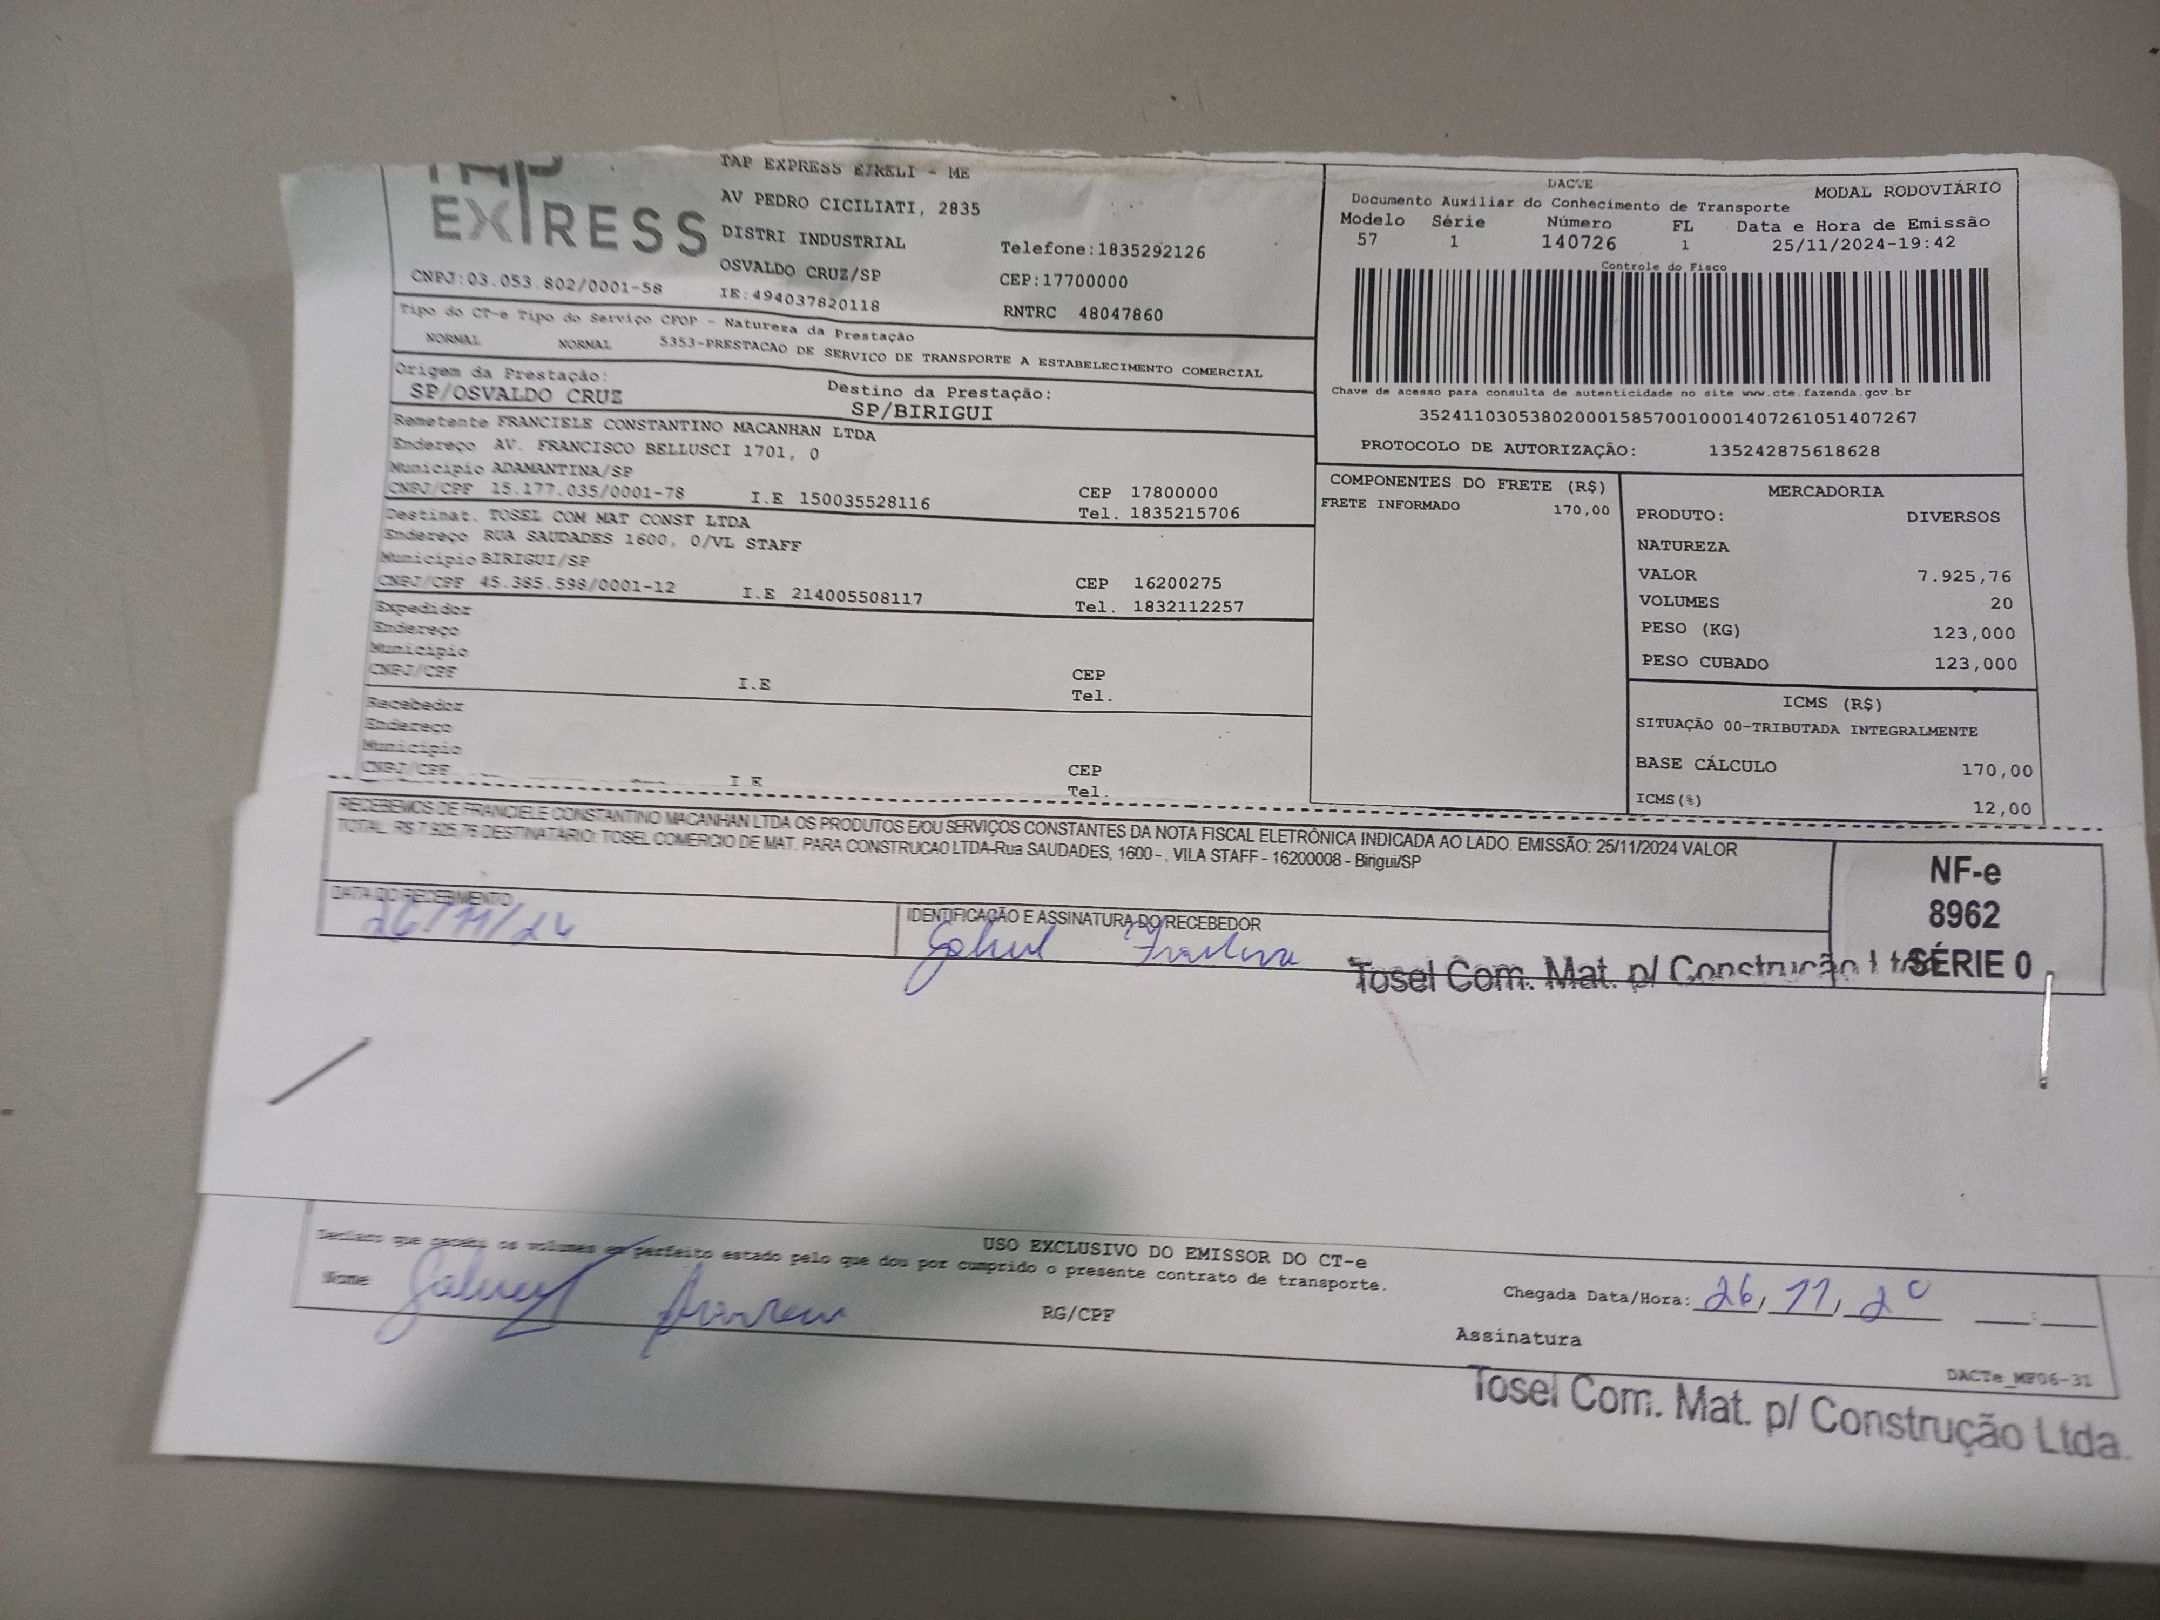 TAP
EXPRESS
TAP EXPRESS EIRELI - ME
AV PEDRO CICILIATI, 2835
DISTRI INDUSTRIAL
Telefone:1835292126
OSVALDO CRUZ/SP
CEP:17700000
CNPJ:03.053.802/0001-58
IE:494037820118
RNTRC 48047860
Tipo do CT-e Tipo do Serviço CFOP - Natureza da Prestação
NORMAL NORMAL 5353-PRESTACAO DE SERVICO DE TRANSPORTE A ESTABELECIMENTO COMERCIAL
Origem da Prestação:
SP/OSVALDO CRUZ
Destino da Prestação:
SP/BIRIGUI
Remetente FRANCIELE CONSTANTINO MACANHAN LTDA
Endereço AV. FRANCISCO BELLUSCI 1701, 0
Municipio ADAMANTINA/SP
CNPJ/CPF 15.177.035/0001-78 I.E 150035528116
CEP 17800000
Tel. 1835215706
Destinat. TOSEL COM MAT CONST LTDA
Endereço RUA SAUDADES 1600, 0/VL STAFF
Municipio BIRIGUI/SP
CNPJ/CPF 45.385.598/0001-12 I.E 214005508117
CEP 16200275
Tel. 1832112257
Expedidor
Endereço
Municipio
CNPJ/CPF I.E
CEP
Tel.
Recebedor
Endereço
Municipio
CNPJ/CPF I.E
CEP
Tel.
DACTE
MODAL RODOVIÁRIO
Documento Auxiliar do Conhecimento de Transporte
Modelo Série Número FL Data e Hora de Emissão
57 1 140726 1 25/11/2024-19:42
Controle do Fisco
Chave de acesso para consulta de autenticidade no site www.cte.fazenda.gov.br
35241103053802000158570010001407261051407267
PROTOCOLO DE AUTORIZAÇÃO: 135242875618628
COMPONENTES DO FRETE (R$)
FRETE INFORMADO 170,00
MERCADORIA
PRODUTO: DIVERSOS
NATUREZA
VALOR 7.925,76
VOLUMES 20
PESO (KG) 123,000
PESO CUBADO 123,000
ICMS (R$)
SITUAÇÃO 00-TRIBUTADA INTEGRALMENTE
BASE CÁLCULO 170,00
ICMS(%) 12,00
RECEBEMOS DE FRANCIELE CONSTANTINO MACANHAN LTDA OS PRODUTOS E/OU SERVIÇOS CONSTANTES DA NOTA FISCAL ELETRÔNICA INDICADA AO LADO. EMISSÃO: 25/11/2024 VALOR
TOTAL: R$ 7.925,76 DESTINATÁRIO: TOSEL COMERCIO DE MAT. PARA CONSTRUCAO LTDA-Rua SAUDADES, 1600 - , VILA STAFF - 16200008 - Birigui/SP
NF-e
8962
SÉRIE 0
DATA DO RECEBIMENTO
26/11/24
IDENTIFICAÇÃO E ASSINATURA DO RECEBEDOR
Tosel Com. Mat. p/ Construção Ltda
USO EXCLUSIVO DO EMISSOR DO CT-e
Declaro que recebi os volumes em perfeito estado pelo que dou por cumprido o presente contrato de transporte.
Nome
RG/CPF
Chegada Data/Hora: 26/11/2
Assinatura
DACTe_MF06-31
Tosel Com. Mat. p/ Construção Ltda.